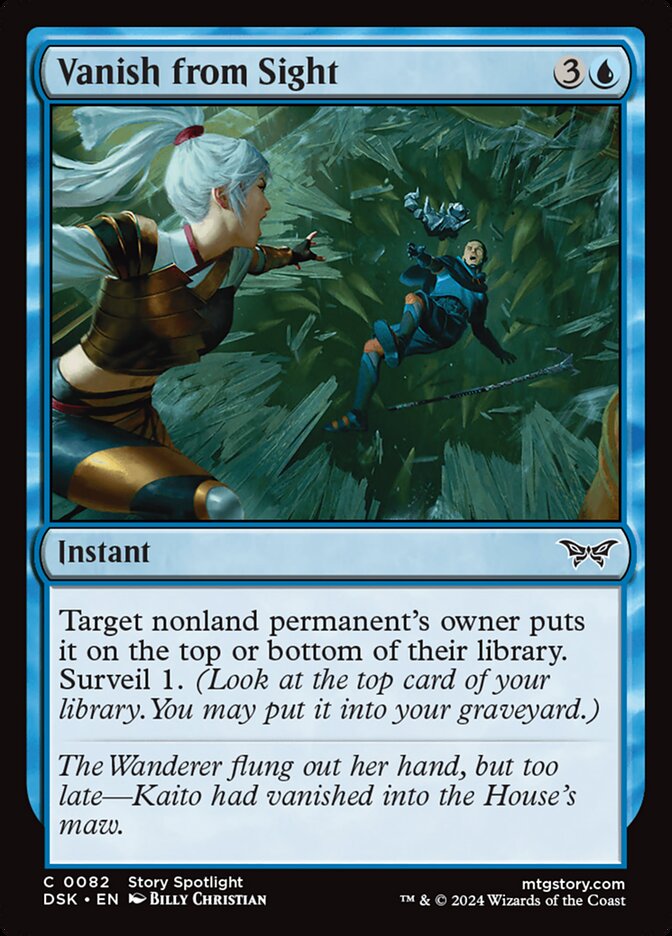 Vanish from Sight
3
Instant
Target nonland permanent's owner puts
it on the top or bottom of their library.
Surveil 1. (Look at the top card of your
library. You may put it into your graveyard.)
The Wanderer flung out her hand, but too
late—Kaito had vanished into the House's
maw.
C 0082 Story Spotlight
mtgstory.com
DSK • EN Billy Christian
™ & © 2024 Wizards of the Coast